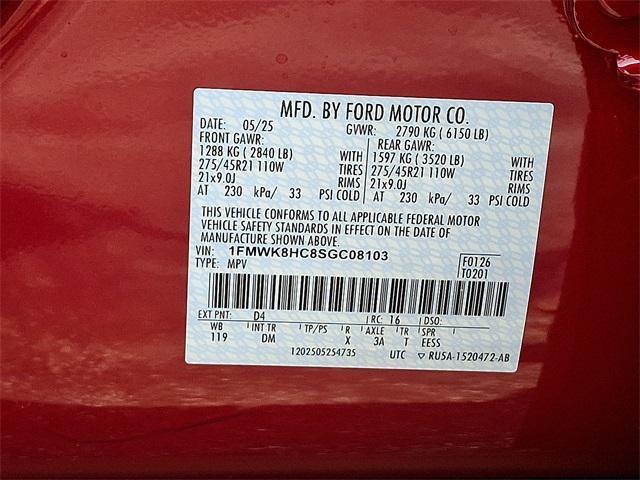 MFD. BY FORD MOTOR CO.
DATE: 05/25 GVWR: 2790 KG ( 6150 LB)
FRONT GAWR: REAR GAWR:
1288 KG ( 2840 LB) WITH 1597 KG ( 3520 LB) WITH
275/45R21 110W TIRES 275/45R21 110W TIRES
21x9.0J RIMS 21x9.0J RIMS
AT 230 kPa/ 33 PSI COLD AT 230 kPa/ 33 PSI COLD
THIS VEHICLE CONFORMS TO ALL APPLICABLE FEDERAL MOTOR
VEHICLE SAFETY STANDARDS IN EFFECT ON THE DATE OF
MANUFACTURE SHOWN ABOVE.
VIN: 1FMWK8HC8SGC08103 F0126
TYPE: MPV T0201
EXT PNT: D4 RC: 16 DSO:
WB INT TR TP/PS R AXLE TR SPR
119 DM X 3A T EESS
1202505254735 UTC ▽ RU5A-1520472-AB